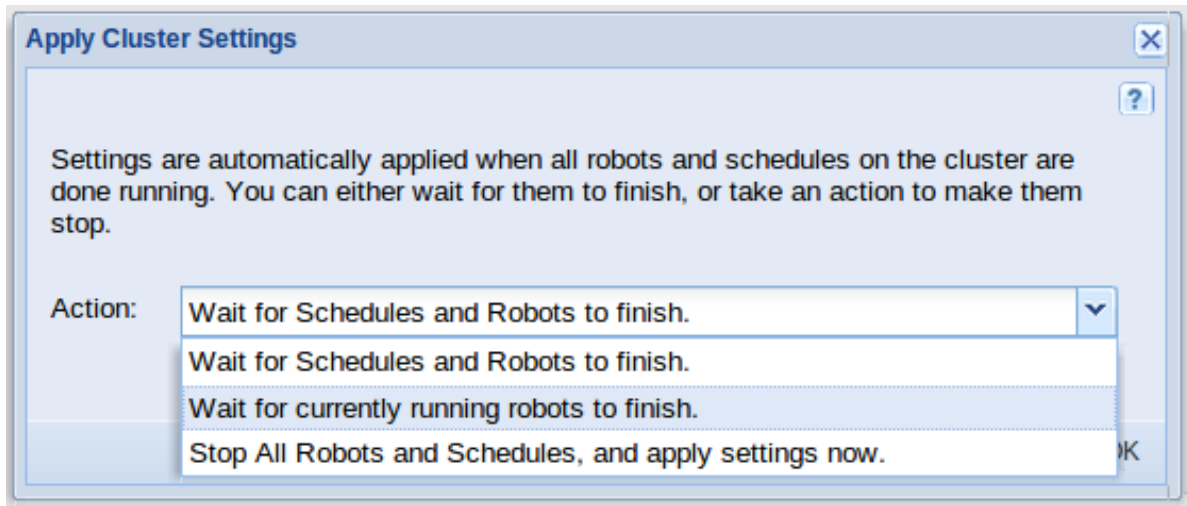 Apply Cluster Settings
?
Settings are automatically applied when all robots and schedules on the cluster are
done running. You can either wait for them to finish, or take an action to make them
stop.
Action: Wait for Schedules and Robots to finish.
Wait for Schedules and Robots to finish.
Wait for currently running robots to finish.
Stop All Robots and Schedules, and apply settings now.